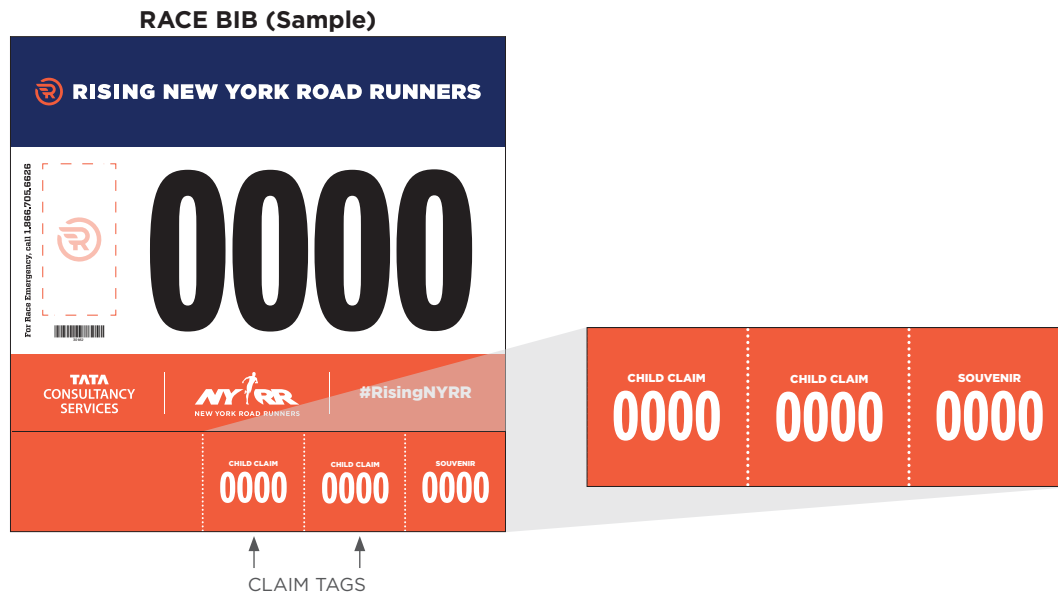 RACE BIB (Sample)
RISING NEW YORK ROAD RUNNERS
For Race Emergency, call 1.866.705.6626
0000
TATA
CONSULTANCY
SERVICES
NYRR
NEW YORK ROAD RUNNERS
#RisingNYRR
CHILD CLAIM
0000
CHILD CLAIM
0000
SOUVENIR
0000
CLAIM TAGS
CHILD CLAIM
0000
CHILD CLAIM
0000
SOUVENIR
0000